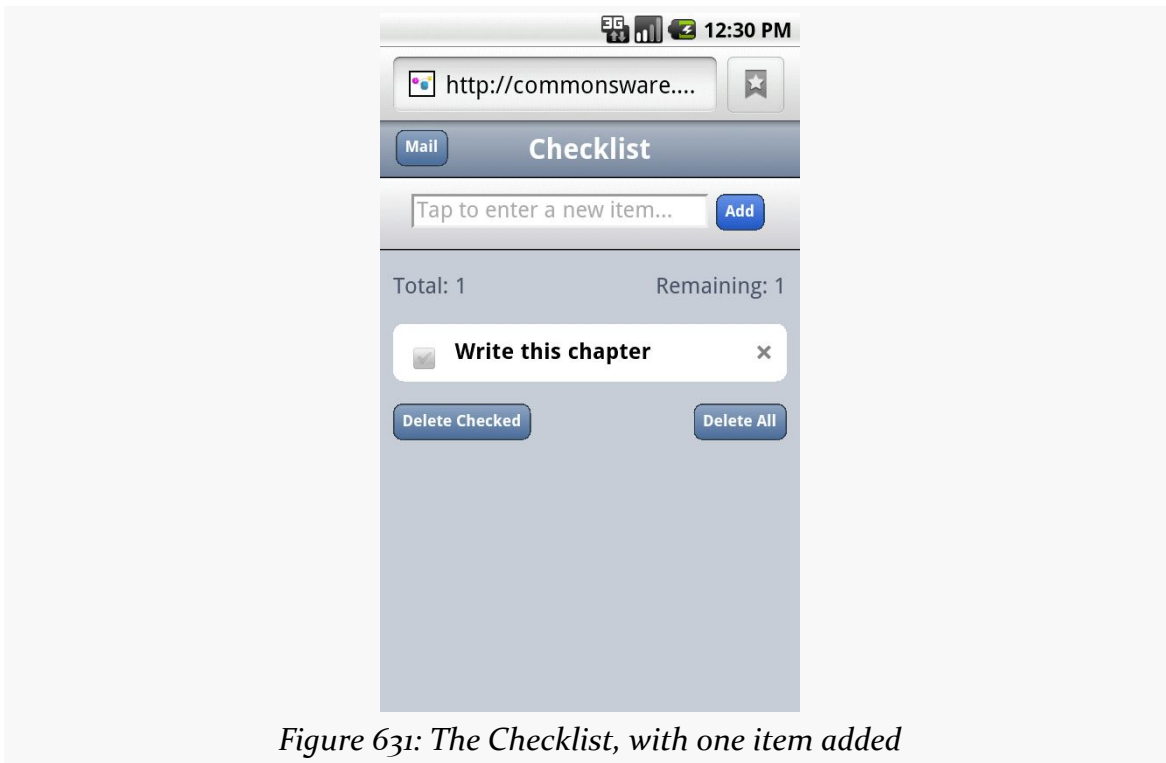 3G 12:30 PM
http://commonsware....
Mail Checklist
Tap to enter a new item... Add
Total: 1 Remaining: 1
Write this chapter ×
Delete Checked Delete All
Figure 631: The Checklist, with one item added